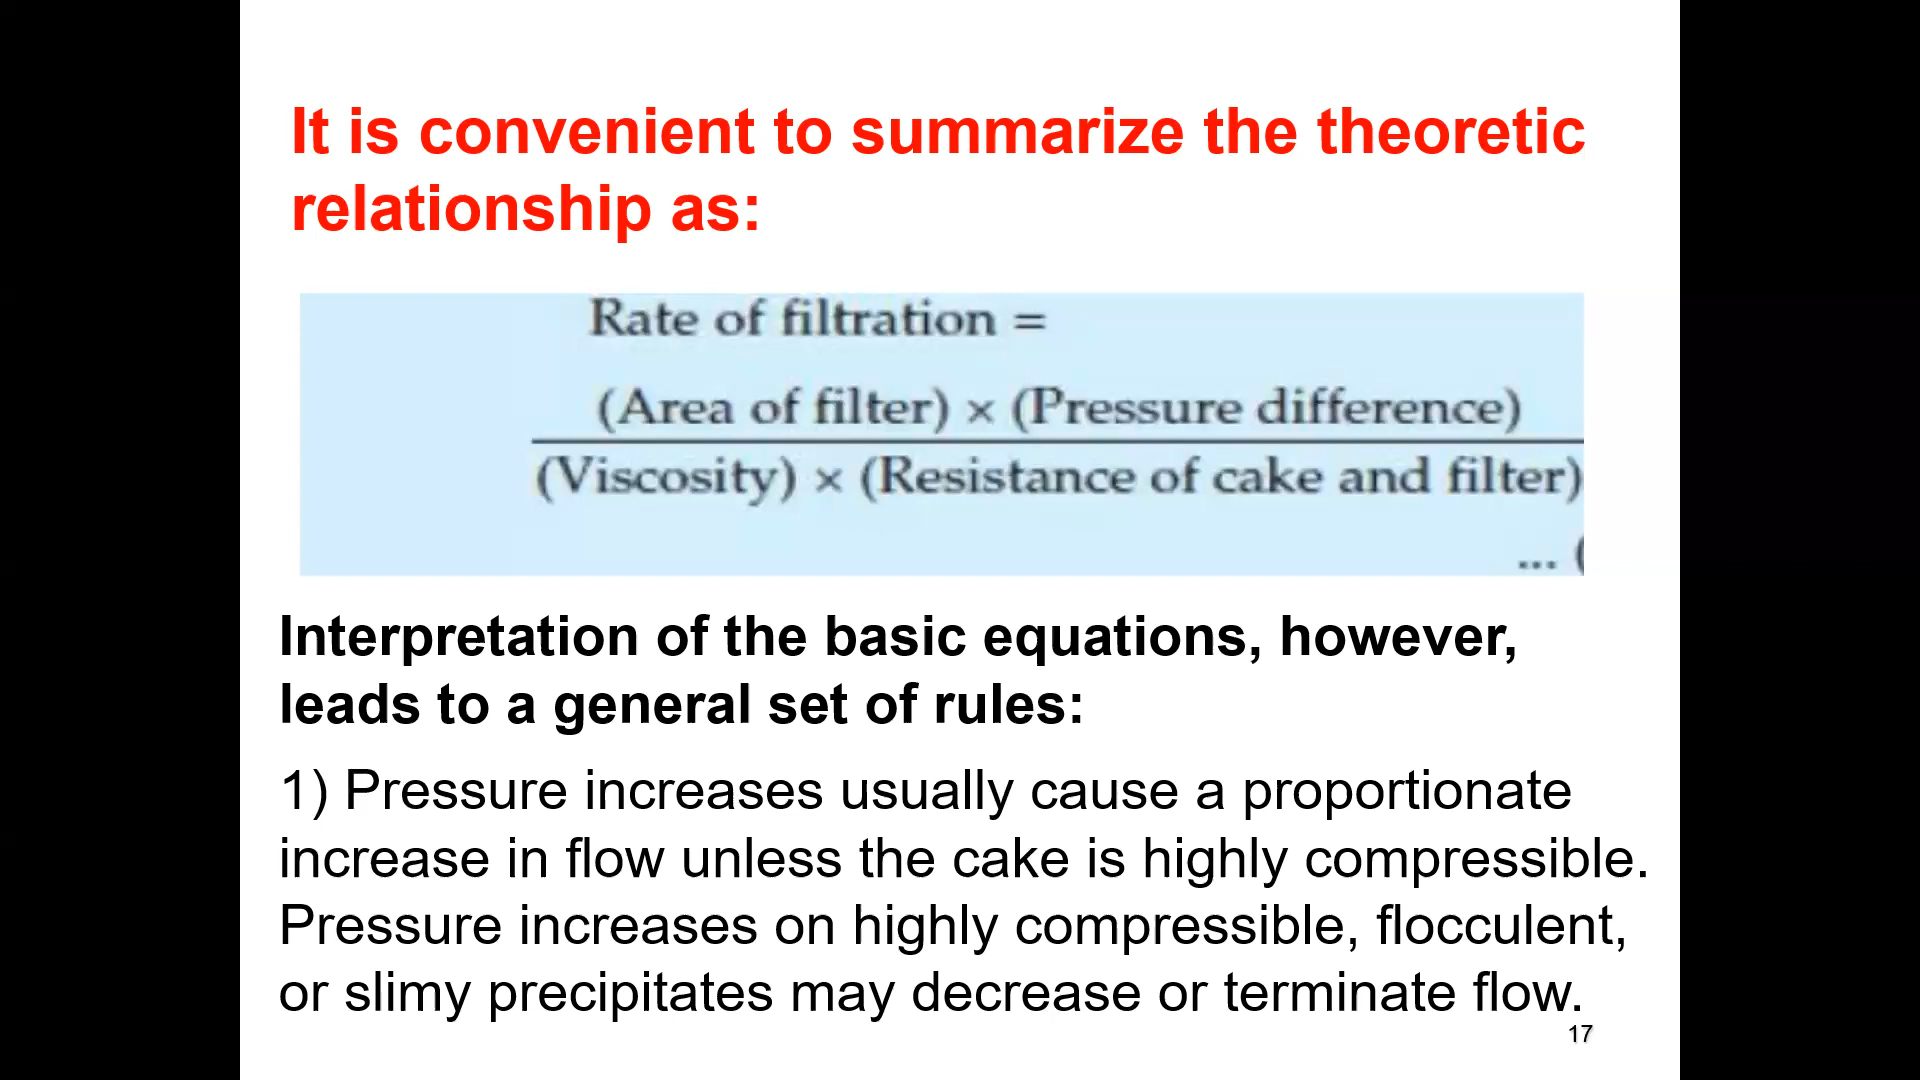 It is convenient to summarize the theoretic
relationship as:
Rate of filtration =
(Area of filter) × (Pressure difference)
(Viscosity) × (Resistance of cake and filter)
... (
Interpretation of the basic equations, however,
leads to a general set of rules:
1) Pressure increases usually cause a proportionate
increase in flow unless the cake is highly compressible.
Pressure increases on highly compressible, flocculent,
or slimy precipitates may decrease or terminate flow.
17